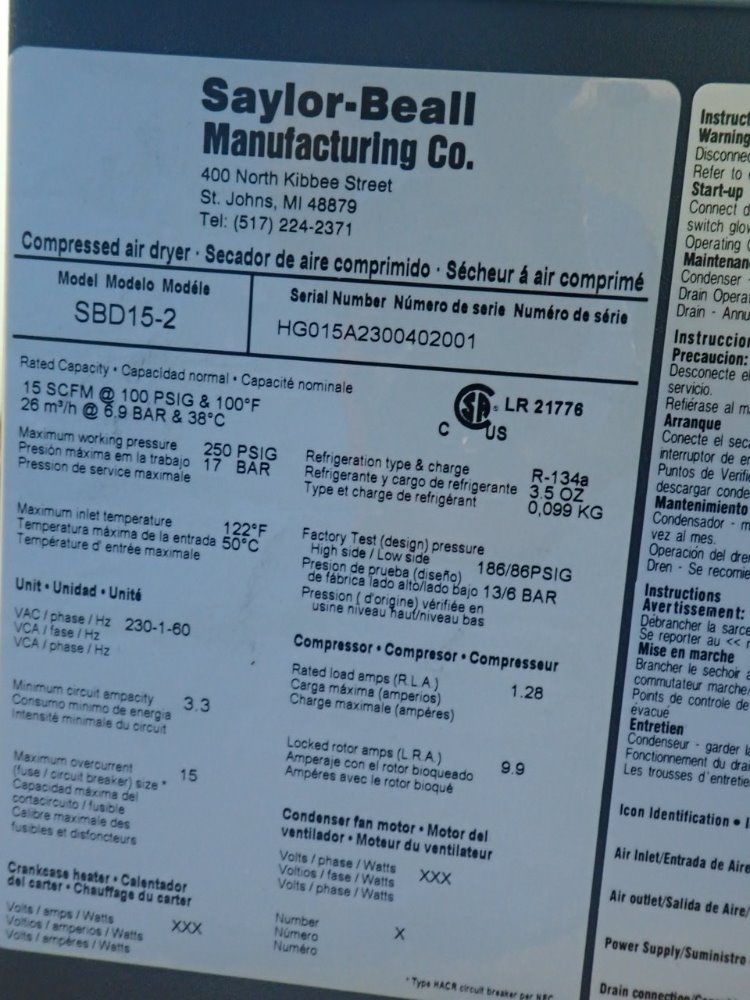 Saylor-Beall
Manufacturing Co.
400 North Kibbee Street
St. Johns, MI 48879
Tel: (517) 224-2371
Compressed air dryer · Secador de aire comprimido · Sécheur á air comprimé
Model Modelo Modéle
SBD15-2
Serial Number Número de serie Numéro de série
HG015A2300402001
Rated Capacity · Capacidad normal · Capacité nominale
15 SCFM @ 100 PSIG & 100°F
26 m³/h @ 6,9 BAR & 38°C
SA ® LR 21776
C US
Maximum working pressure
Presión máxima em la trabajo
Pression de service maximale
250 PSIG
17 BAR
Refrigeration type & charge
Refrigerante y cargo de refrigerante
Type et charge de refrigérant
R-134a
3.5 OZ
0,099 KG
Maximum inlet temperature
Temperatura máxima de la entrada
Température d' entrée maximale
122°F
50°C
Factory Test (design) pressure
High side / Low side
Presion de prueba (diseño)
de fábrica lado alto/lado bajo
Pression ( d'origine) vérifiée en
usine niveau haut/niveau bas
186/86PSIG
13/6 BAR
Unit · Unidad · Unité
VAC / phase / Hz
VCA / fase / Hz
VCA / phase / Hz
230-1-60
Compressor · Compresor · Compresseur
Rated load amps (R.L.A.)
Carga máxima (amperios)
Charge maximale (ampéres)
1.28
Minimum circuit ampacity
Consumo minimo de energia
Intensité minimale du circuit
3.3
Locked rotor amps (L.R.A.)
Amperaje con el rotor bioqueado
Ampéres avec le rotor bioqué
9.9
Maximum overcurrent
(fuse / circuit breaker) size *
Capacidad máxima del
cortacircuito / fusible
Calibre maximale des
fusibles et disfoncteurs
15
Condenser fan motor · Motor del
ventilador · Moteur du ventilateur
Volts / phase / Watts
Voltios / fase / Watts
Volts / phase / Watts
XXX
Crankcase heater · Calentador
del carter · Chauffage du carter
Volts / amps / Watts
Voltios / amperios / Watts
Volts / ampéres / Watts
XXX
Number
Número
Numéro
X
* Type HACR circuit breaker per NEC
Instruct
Warning
Disconnec
Refer to
Start-up
Connect d
switch glov
Operating
Maintenan
Condenser -
Drain Opera
Drain - Annu
Instruccion
Precaucion:
Desconecte el
servicio.
Refiérase al m
Arranque
Conecte el seca
interruptor de en
Puntos de Verifi
descargar conde
Mantenimiento
Condensador - m
vez al mes.
Operación del dre
Dren - Se recomie
Instructions
Avertissement:
Débrancher la sarce
Se reporter au <<
Mise en marche
Brancher le sechoir a
commutateur marche/
Points de controle de
évacué
Entretien
Condenseur - garder l
Fonctionnement du drai
Les trousses d'entretie
Icon Identification •
Air Inlet/Entrada de Aire
Air outlet/Salida de Aire/
Power Supply/Suministro
Drain connection/